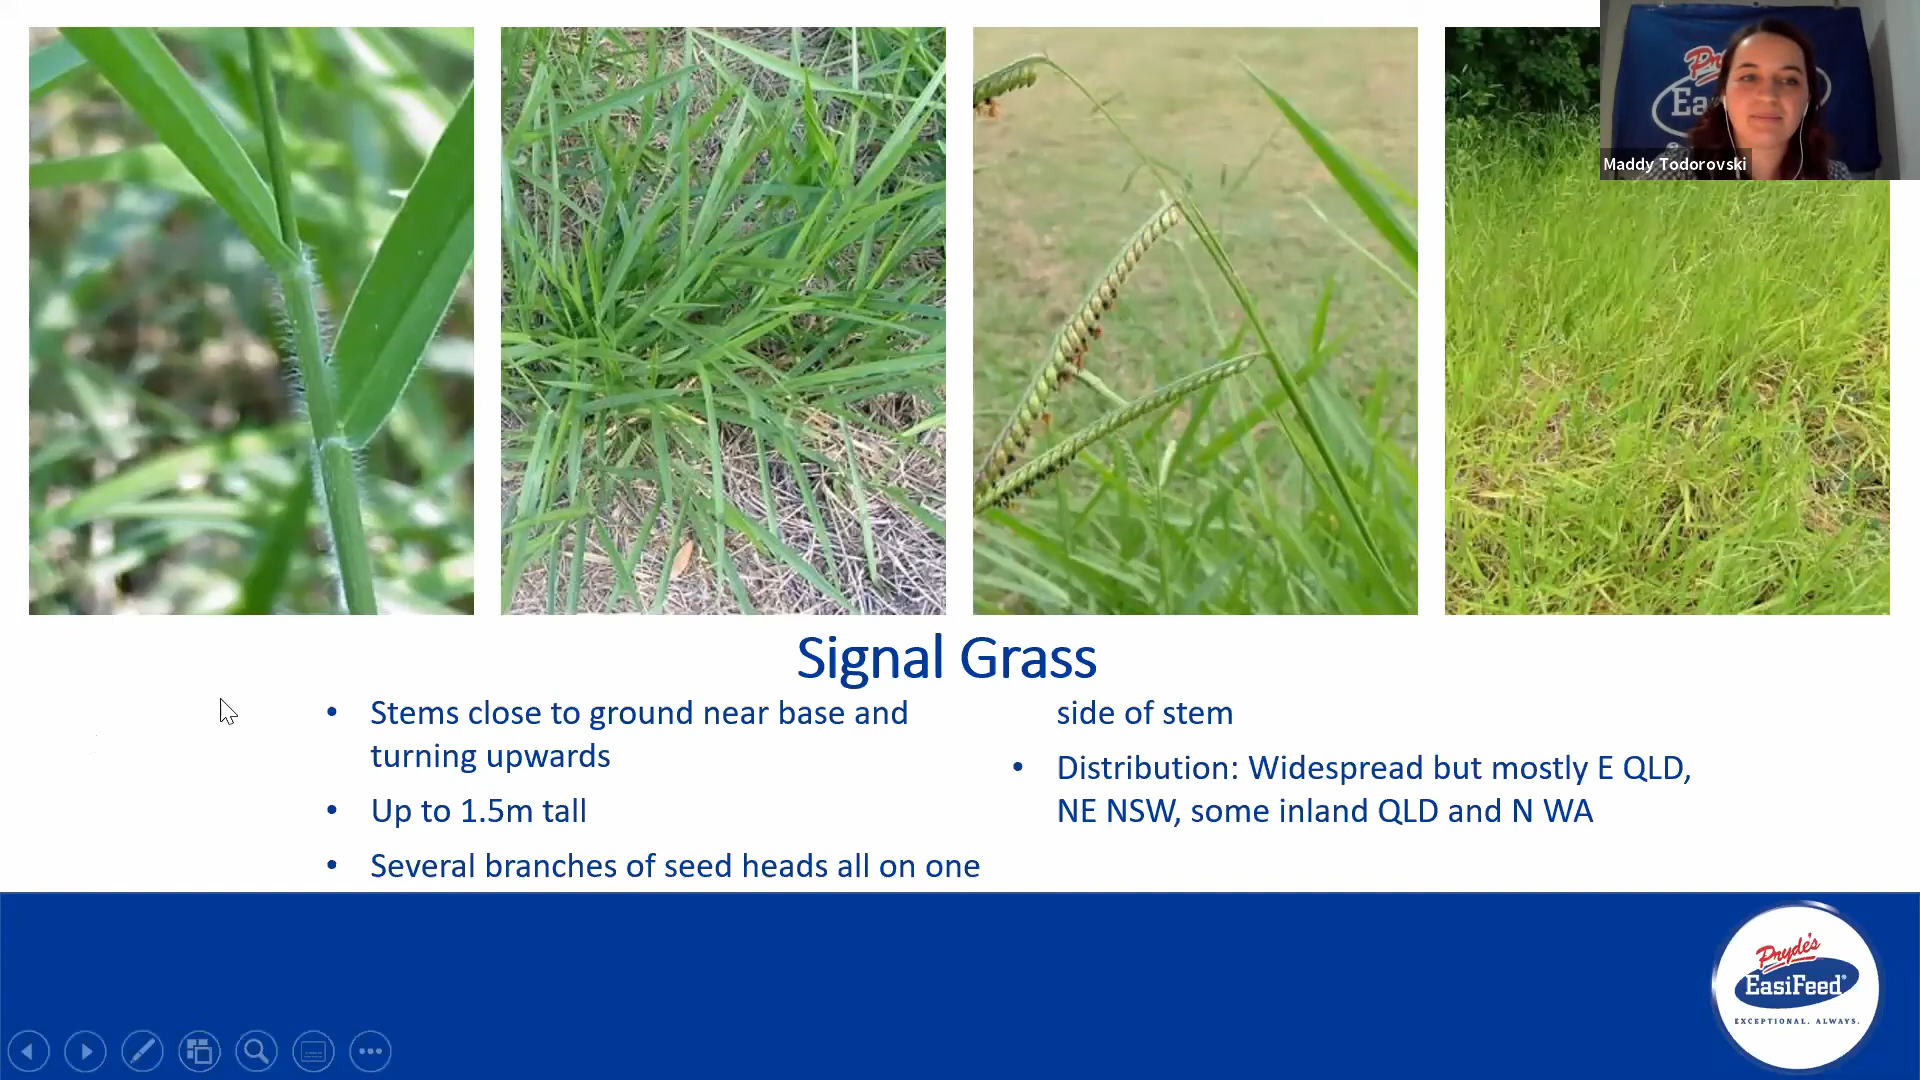 Maddy Todorovski
Signal Grass
• Stems close to ground near base and
turning upwards
• Up to 1.5m tall
• Several branches of seed heads all on one
side of stem
• Distribution: Widespread but mostly E QLD,
NE NSW, some inland QLD and N WA
Pryde's
EasiFeed®
EXCEPTIONAL. ALWAYS.